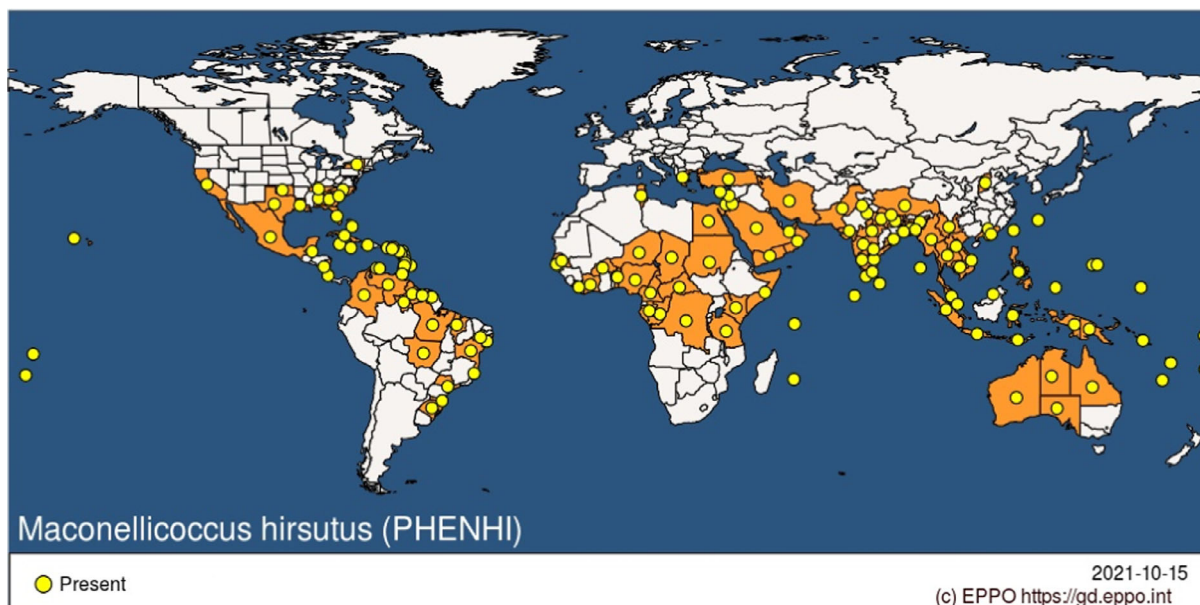 Maconellicoccus hirsutus (PHENHI)
Present
2021-10-15
(c) EPPO https://gd.eppo.int